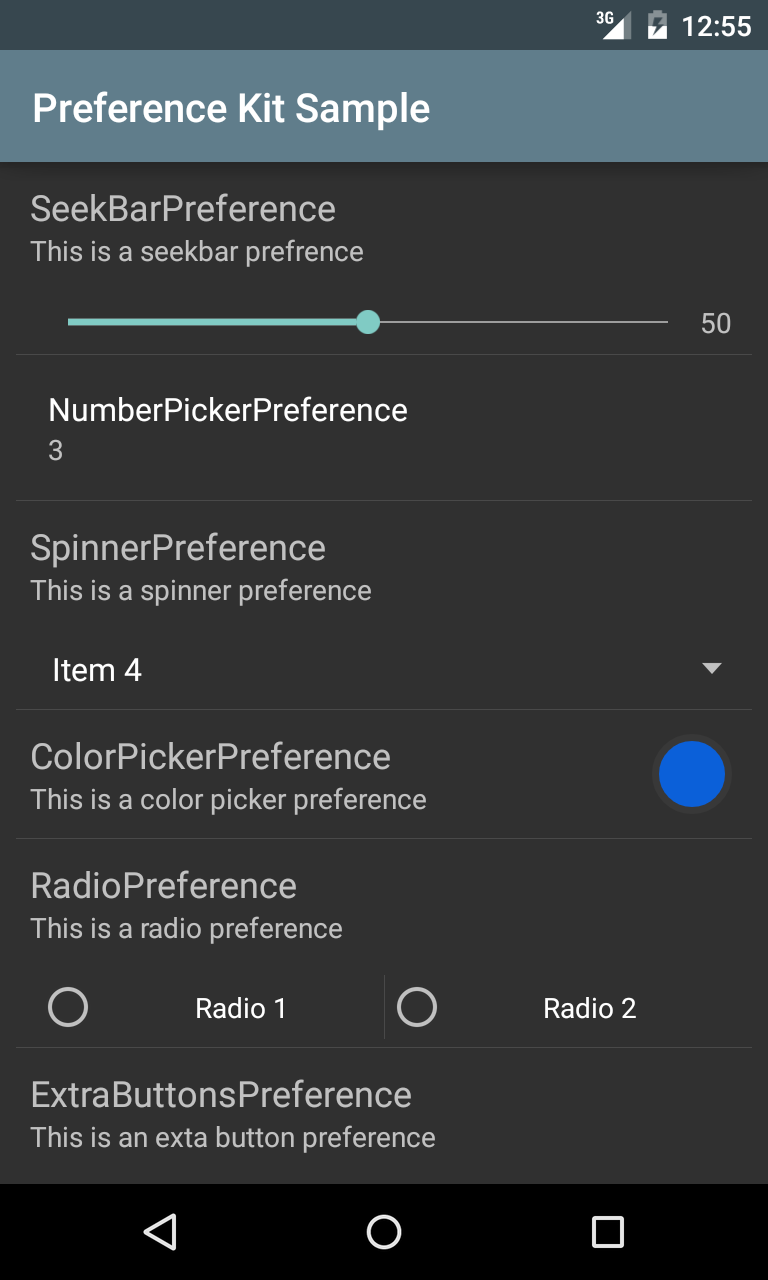 3G 12:55
Preference Kit Sample
SeekBarPreference
This is a seekbar prefrence
50
NumberPickerPreference
3
SpinnerPreference
This is a spinner preference
Item 4
ColorPickerPreference
This is a color picker preference
RadioPreference
This is a radio preference
Radio 1 Radio 2
ExtraButtonsPreference
This is an exta button preference